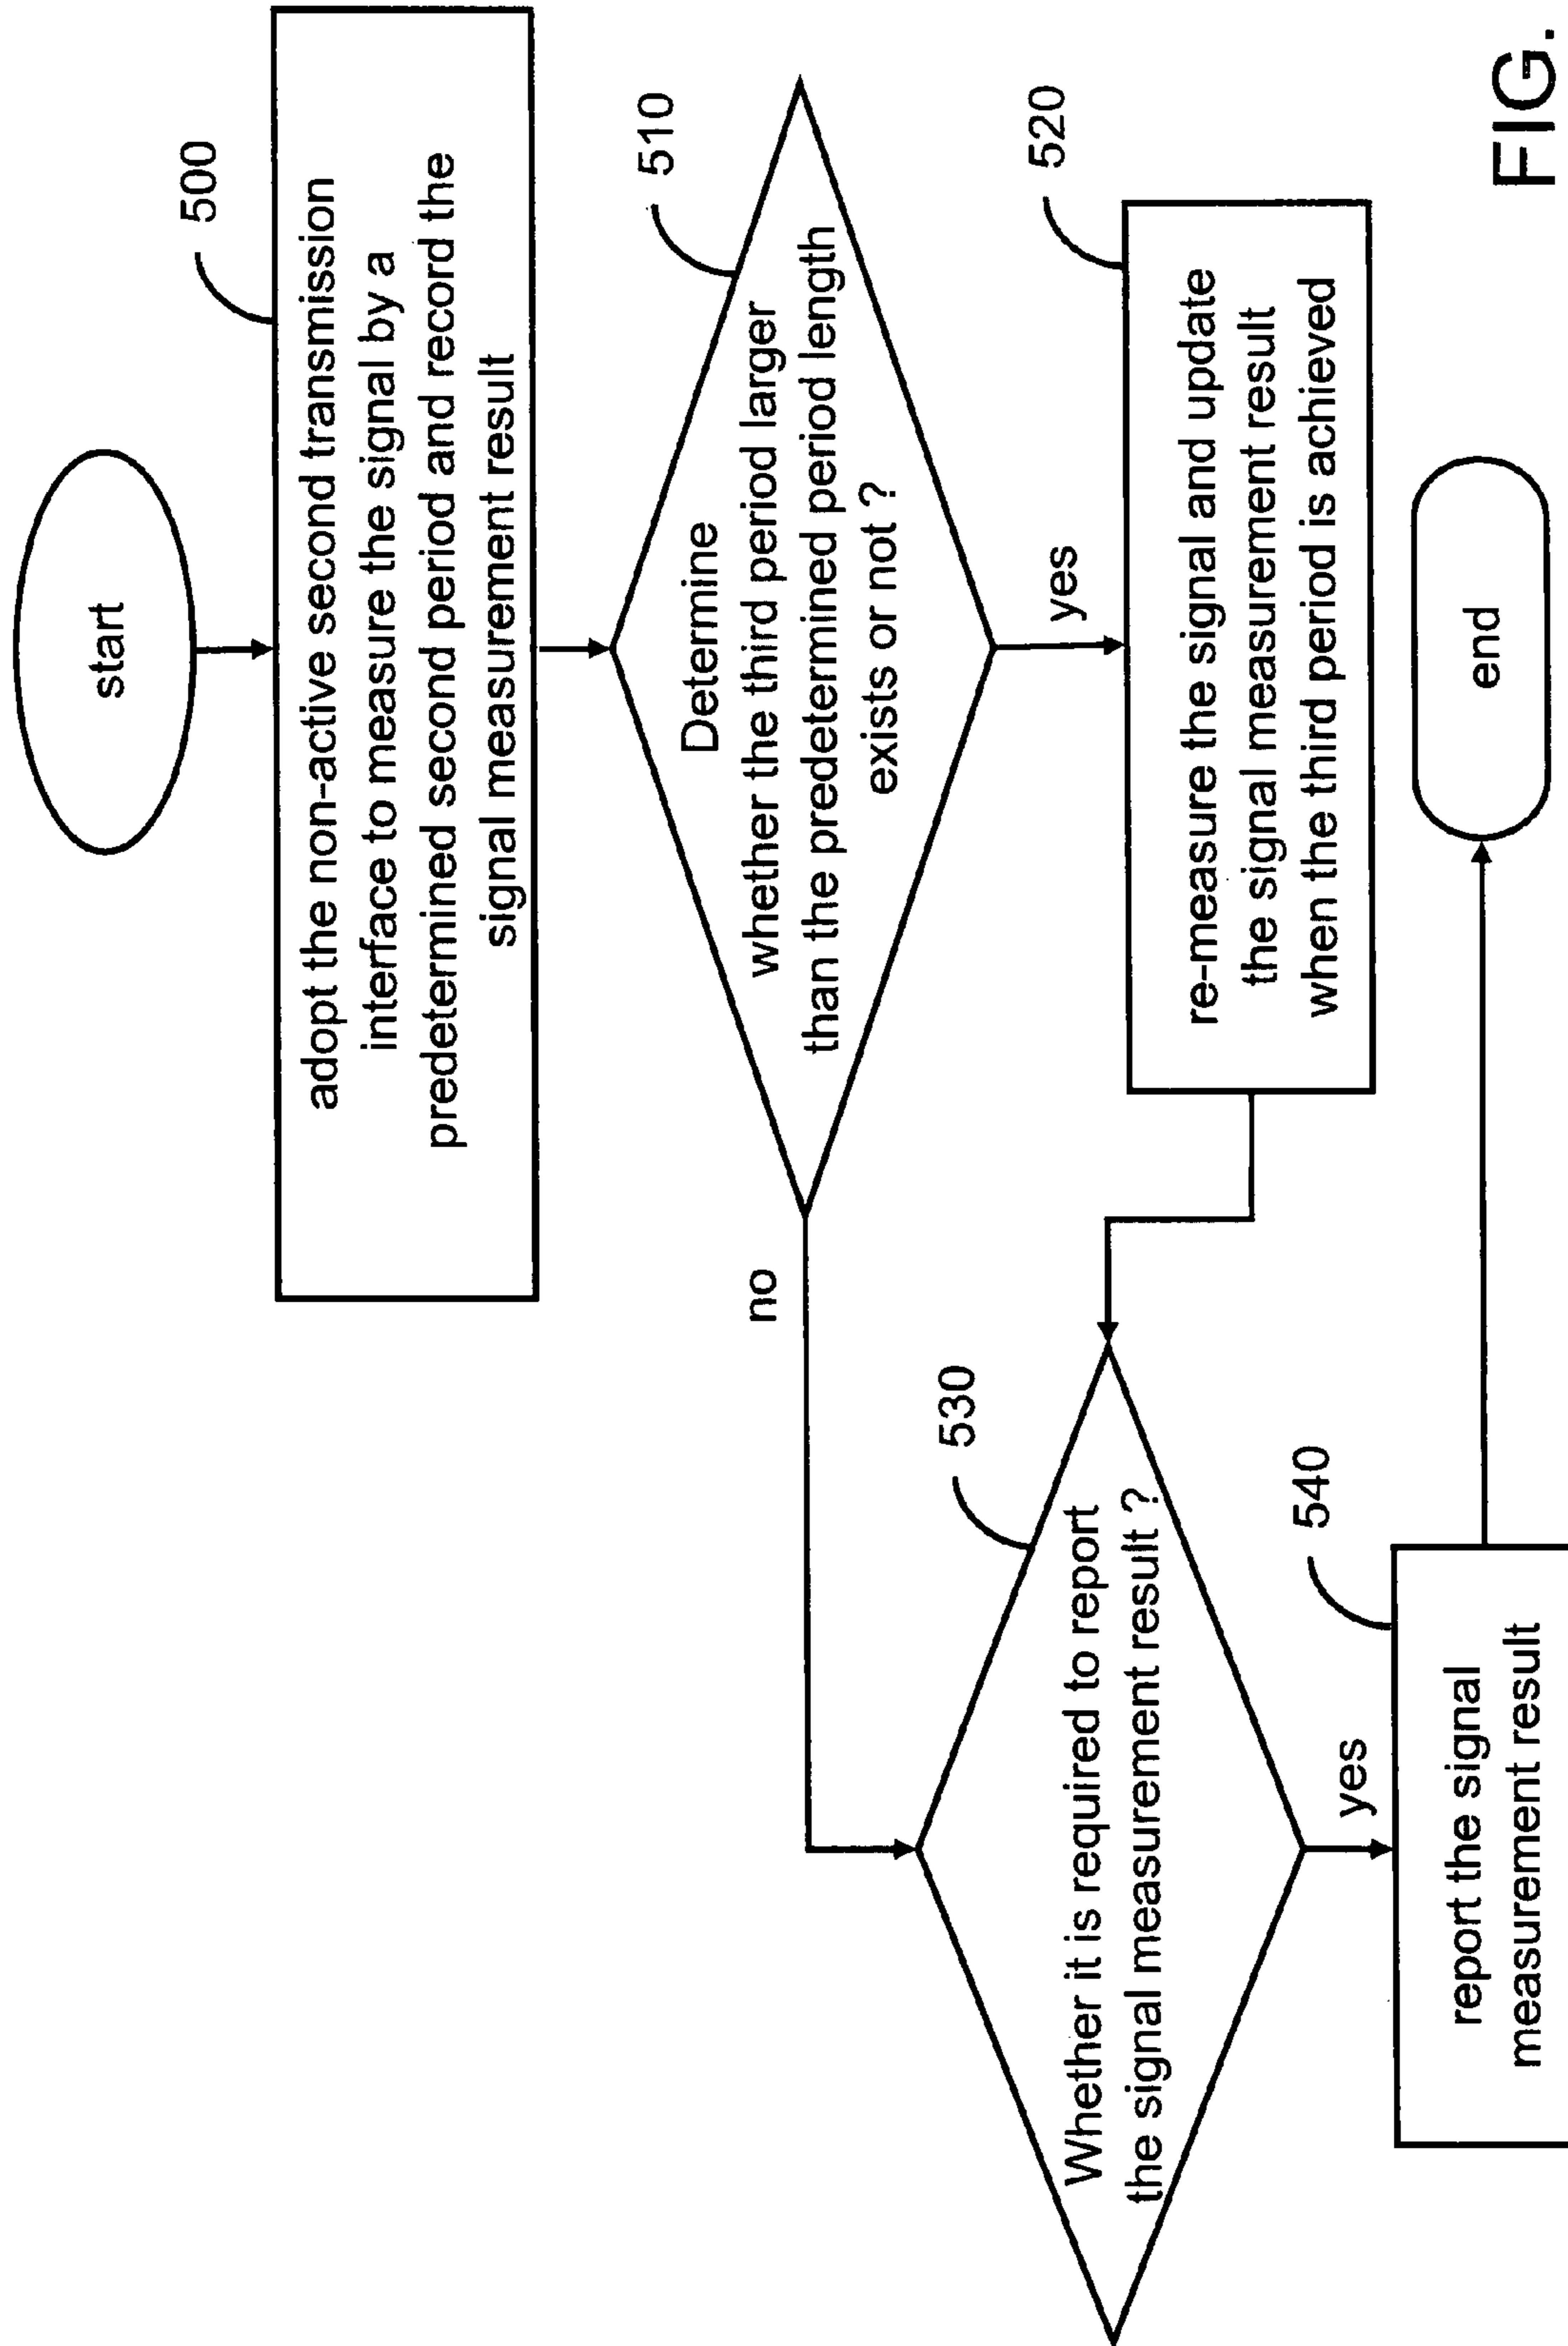 start
500
adopt the non-active second transmission
interface to measure the signal by a
predetermined second period and record the
signal measurement result
510
Determine
whether the third period larger
than the predetermined period length
exists or not ?
no
yes
520
re-measure the signal and update
the signal measurement result
when the third period is achieved
530
Whether it is required to report
the signal measurement result ?
yes
540
report the signal
measurement result
end
FIG.